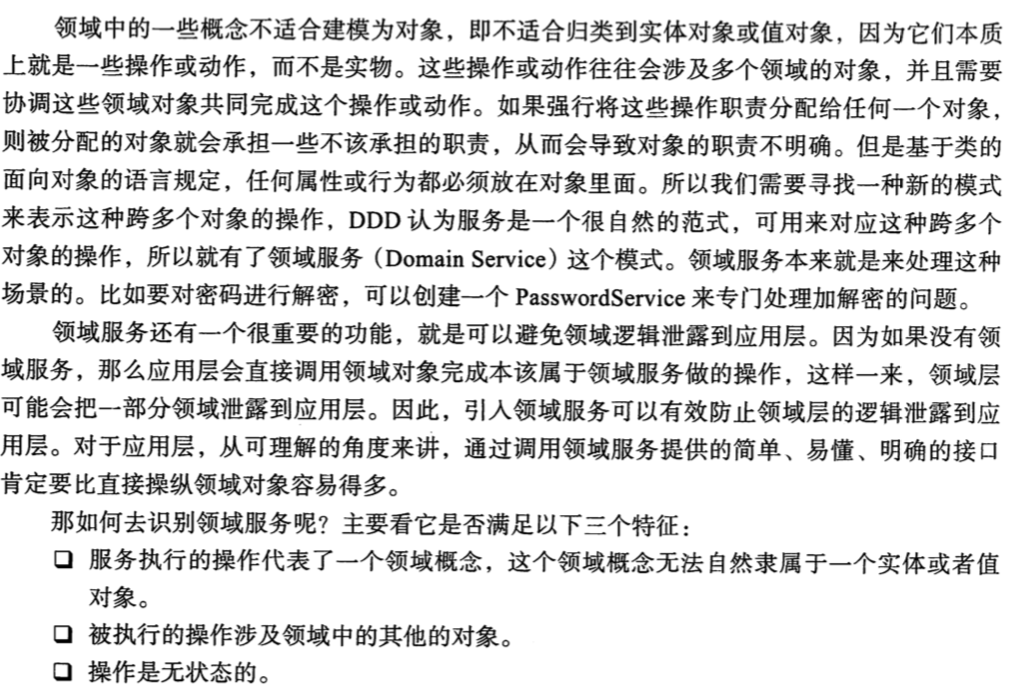 领域中的一些概念不适合建模为对象，即不适合归类到实体对象或值对象，因为它们本质
上就是一些操作或动作，而不是实物。这些操作或动作往往会涉及多个领域的对象，并且需要
协调这些领域对象共同完成这个操作或动作。如果强行将这些操作职责分配给任何一个对象，
则被分配的对象就会承担一些不该承担的职责，从而会导致对象的职责不明确。但是基于类的
面向对象的语言规定，任何属性或行为都必须放在对象里面。所以我们需要寻找一种新的模式
来表示这种跨多个对象的操作，DDD 认为服务是一个很自然的范式，可用来对应这种跨多个
对象的操作，所以就有了领域服务（Domain Service）这个模式。领域服务本来就是来处理这种
场景的。比如要对密码进行解密，可以创建一个 PasswordService 来专门处理加解密的问题。
领域服务还有一个很重要的功能，就是可以避免领域逻辑泄露到应用层。因为如果没有领
域服务，那么应用层会直接调用领域对象完成本该属于领域服务做的操作，这样一来，领域层
可能会把一部分领域泄露到应用层。因此，引入领域服务可以有效防止领域层的逻辑泄露到应
用层。对于应用层，从可理解的角度来讲，通过调用领域服务提供的简单、易懂、明确的接口
肯定要比直接操纵领域对象容易得多。
那如何去识别领域服务呢？主要看它是否满足以下三个特征：
❑ 服务执行的操作代表了一个领域概念，这个领域概念无法自然隶属于一个实体或者值
对象。
❑ 被执行的操作涉及领域中的其他的对象。
❑ 操作是无状态的。